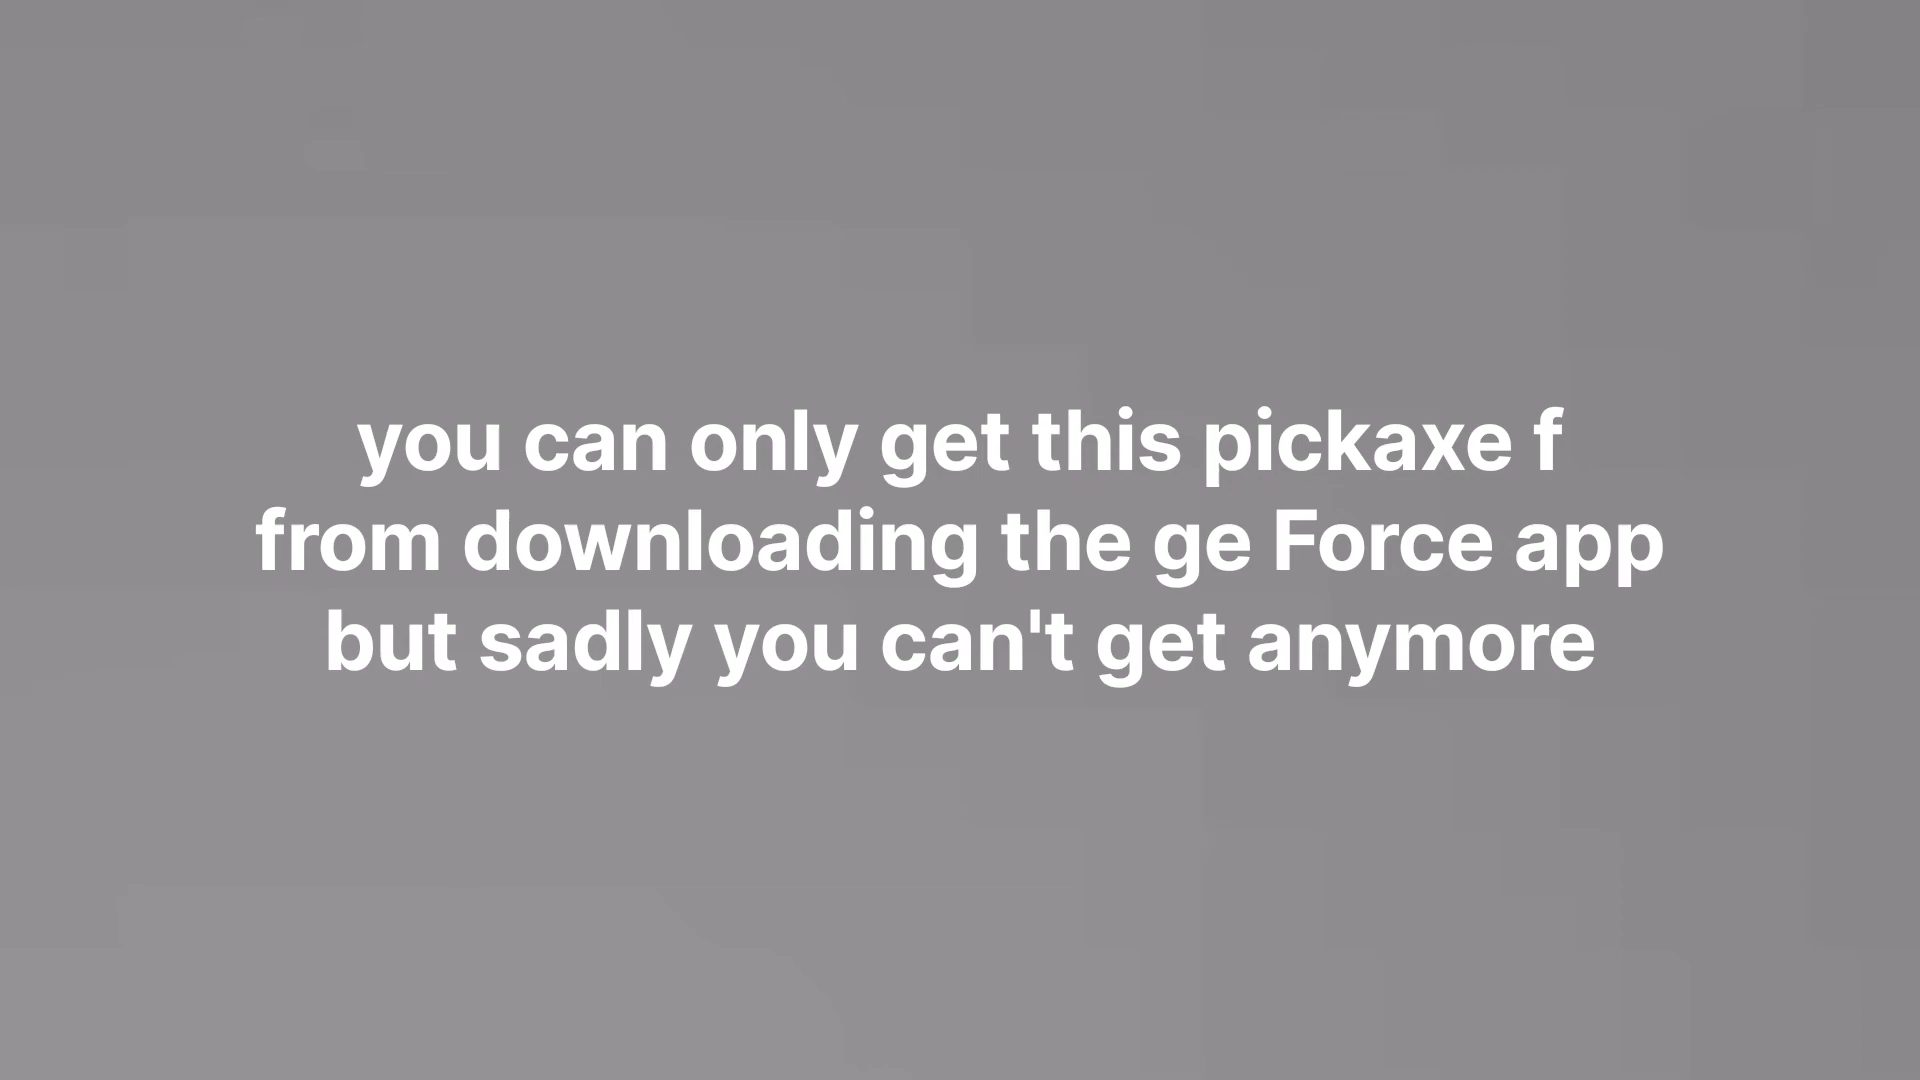 you can only get this pickaxe f
from downloading the ge Force app
but sadly you can't get anymore